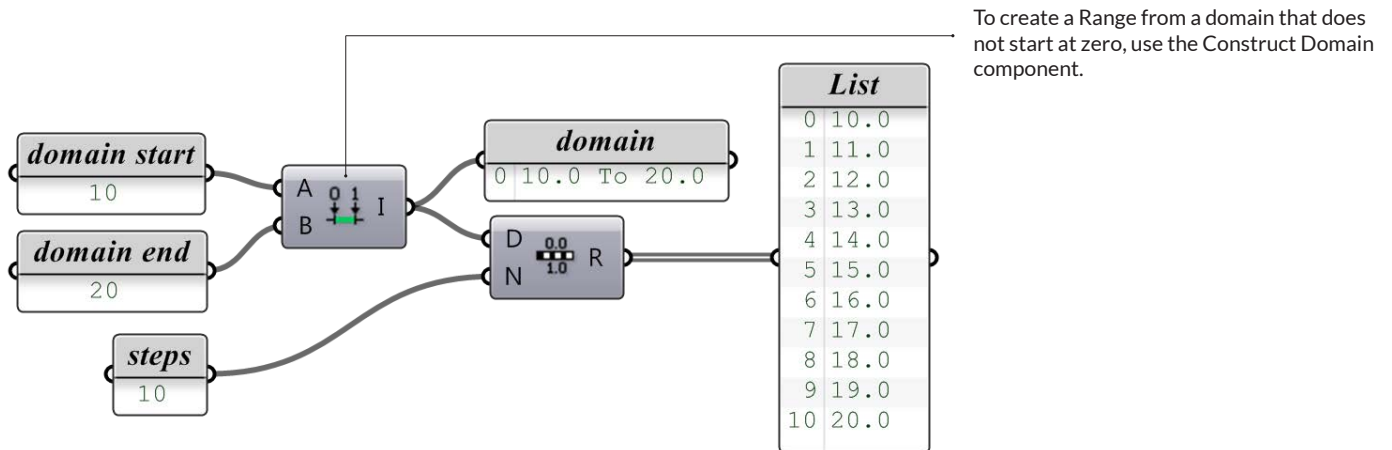 To create a Range from a domain that does
not start at zero, use the Construct Domain
component.
domain start
10
domain end
20
steps
10
A
B
0 1
I
domain
0 10.0 To 20.0
D
N
0.0
1.0
R
List
0 10.0
1 11.0
2 12.0
3 13.0
4 14.0
5 15.0
6 16.0
7 17.0
8 18.0
9 19.0
10 20.0